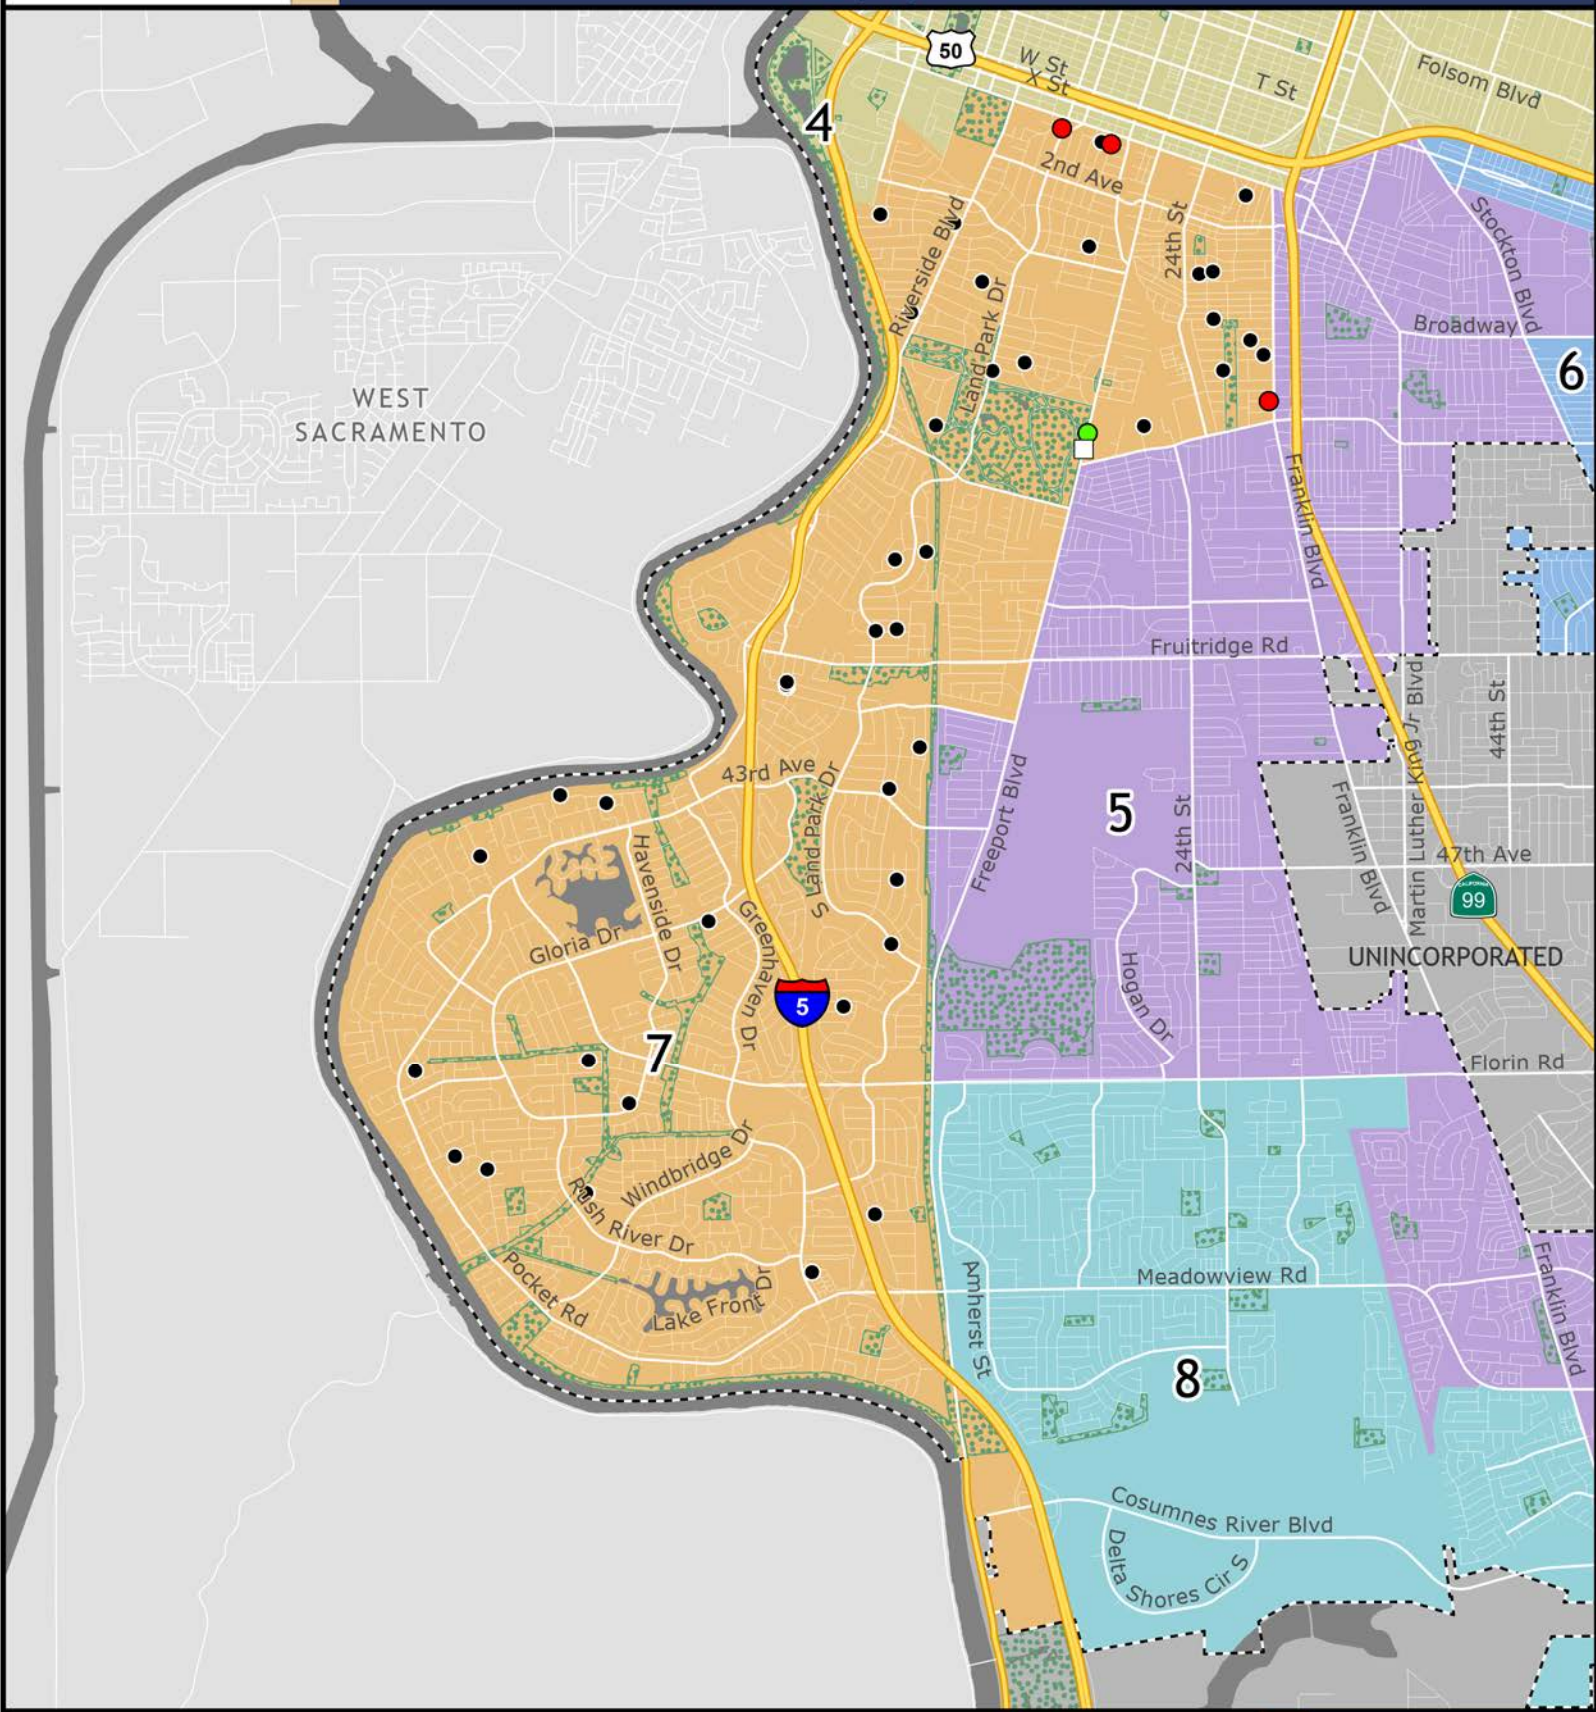 50
W St
X St
T St
Folsom Blvd
4
2nd Ave
Stockton Blvd
24th St
Riverside Blvd
Land Park Dr
Broadway
6
WEST
SACRAMENTO
Franklin Blvd
Fruitridge Rd
Martin Luther King Jr Blvd
44th St
43rd Ave
Land Park Dr
S
Freeport Blvd
5
24th St
Franklin Blvd
47th Ave
CALIFORNIA
99
Havenside Dr
Greenhaven Dr
Gloria Dr
UNINCORPORATED
Hogan Dr
5
7
Florin Rd
Windbridge Dr
Rush River Dr
Pocket Rd
Lake Front Dr
Amherst St
Meadowview Rd
Franklin Blvd
8
Cosumnes River Blvd
Delta Shores Cir S